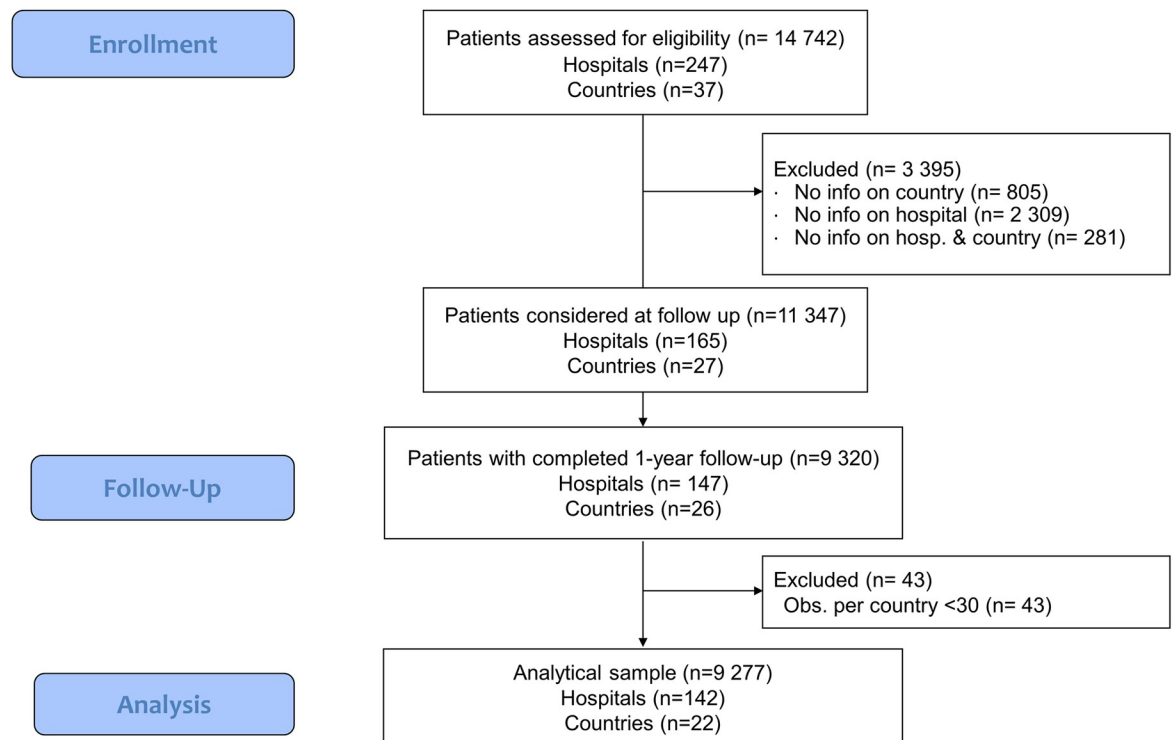 Enrollment
Patients assessed for eligibility (n= 14 742)
Hospitals (n=247)
Countries (n=37)
Excluded (n= 3 395)
· No info on country (n= 805)
· No info on hospital (n= 2 309)
· No info on hosp. & country (n= 281)
Patients considered at follow up (n=11 347)
Hospitals (n=165)
Countries (n=27)
Follow-Up
Patients with completed 1-year follow-up (n=9 320)
Hospitals (n= 147)
Countries (n=26)
Excluded (n= 43)
Obs. per country <30 (n= 43)
Analysis
Analytical sample (n=9 277)
Hospitals (n=142)
Countries (n=22)